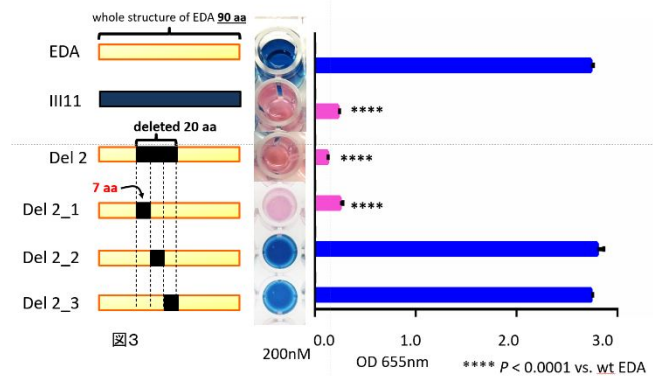 whole structure of EDA 90 aa
EDA
III11
****
deleted 20 aa
Del 2
****
7 aa
Del 2_1
****
Del 2_2
Del 2_3
図3
200nM
0.0 1.0 2.0 3.0
OD 655nm
**** P < 0.0001 vs. wt EDA